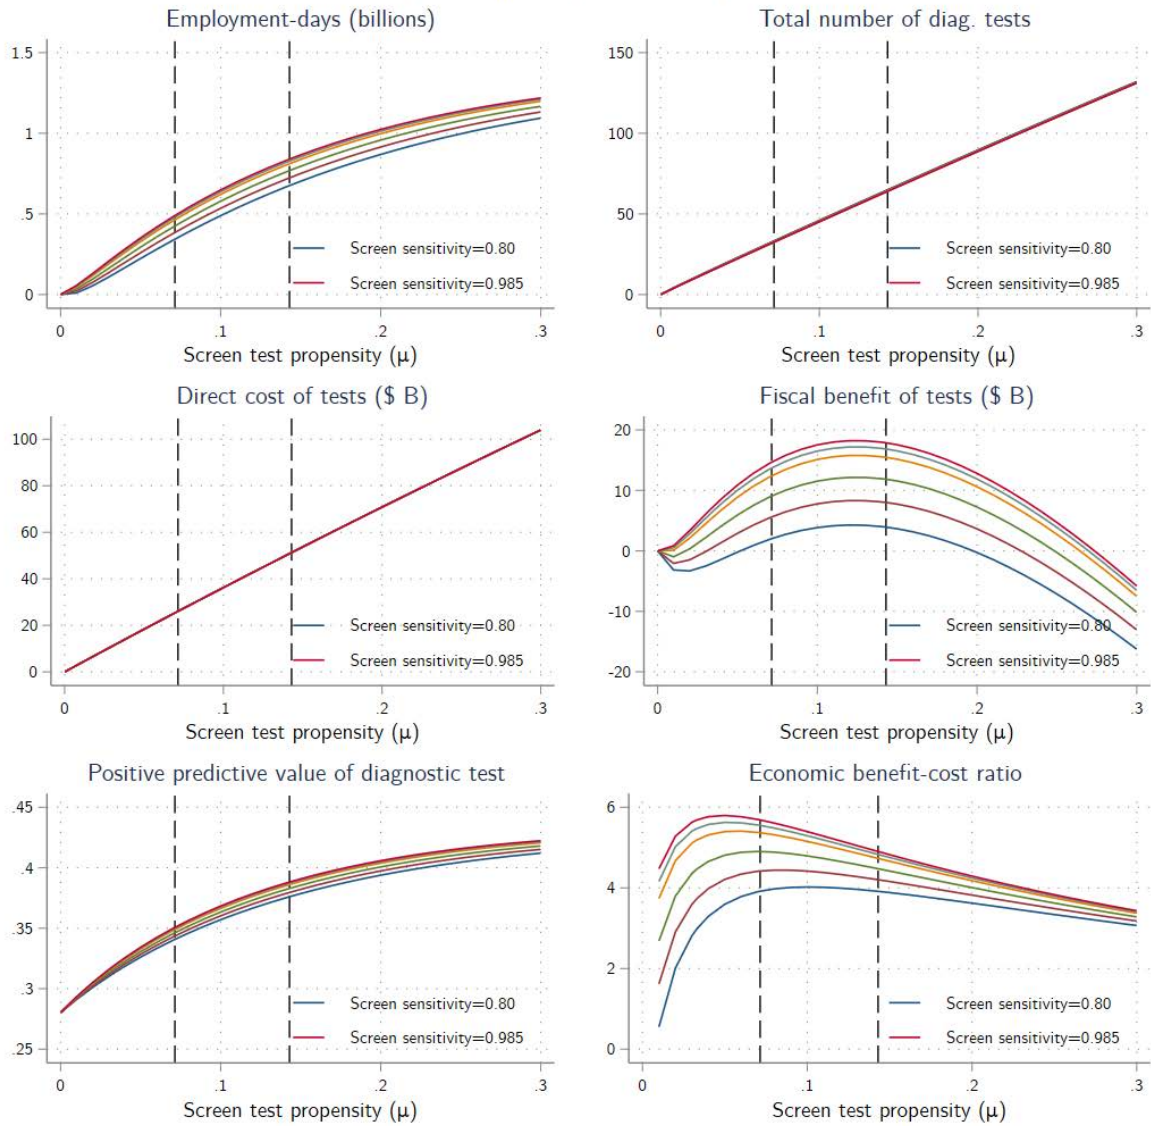 Employment-days (billions)
1.5
1
.5
0
Screen sensitivity=0.80
Screen sensitivity=0.985
0 .1 .2 .3
Screen test propensity (μ)
Total number of diag. tests
150
100
50
0
Screen sensitivity=0.80
Screen sensitivity=0.985
0 .1 .2 .3
Screen test propensity (μ)
Direct cost of tests ($ B)
100
80
60
40
20
0
Screen sensitivity=0.80
Screen sensitivity=0.985
0 .1 .2 .3
Screen test propensity (μ)
Fiscal benefit of tests ($ B)
20
10
0
-10
-20
Screen sensitivity=0.80
Screen sensitivity=0.985
0 .1 .2 .3
Screen test propensity (μ)
Positive predictive value of diagnostic test
.45
.4
.35
.3
.25
Screen sensitivity=0.80
Screen sensitivity=0.985
0 .1 .2 .3
Screen test propensity (μ)
Economic benefit-cost ratio
6
4
2
0
Screen sensitivity=0.80
Screen sensitivity=0.985
0 .1 .2 .3
Screen test propensity (μ)